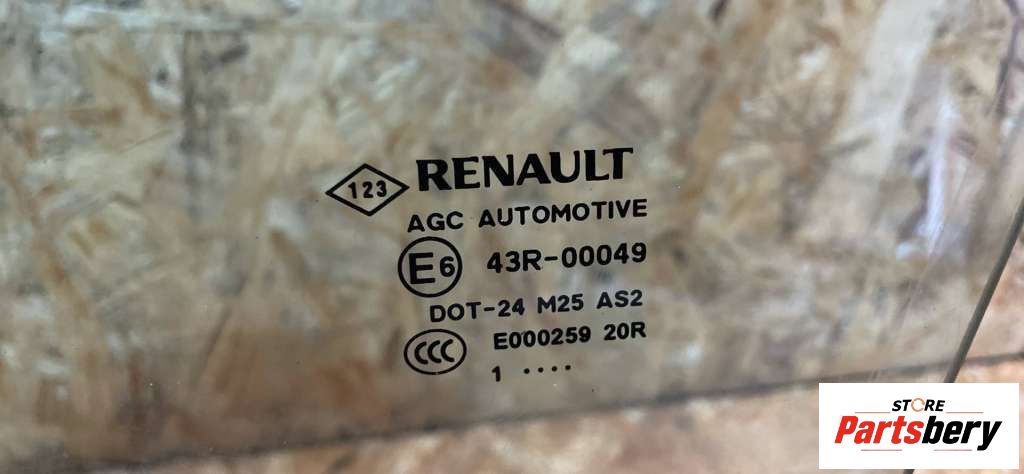 123 RENAULT
AGC AUTOMOTIVE
E6 43R-00049
DOT-24 M25 AS2
CCC E000259 20R
1 ....
STORE
Partsbery